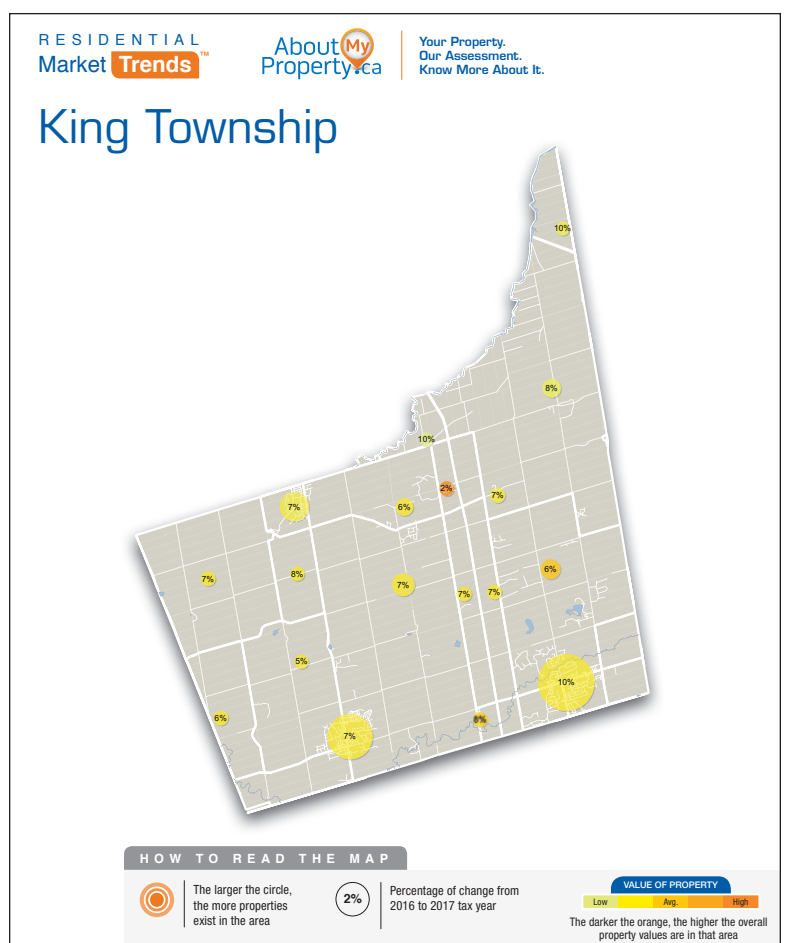 RESIDENTIAL
Market Trends™
About My
Property.ca
Your Property.
Our Assessment.
Know More About It.
King Township
10%
8%
10%
2%
7%
7%
6%
7%
8%
7%
7%
7%
6%
5%
10%
6%
7%
HOW TO READ THE MAP
The larger the circle,
the more properties
exist in the area
2%
Percentage of change from
2016 to 2017 tax year
VALUE OF PROPERTY
Low Avg. High
The darker the orange, the higher the overall
property values are in that area